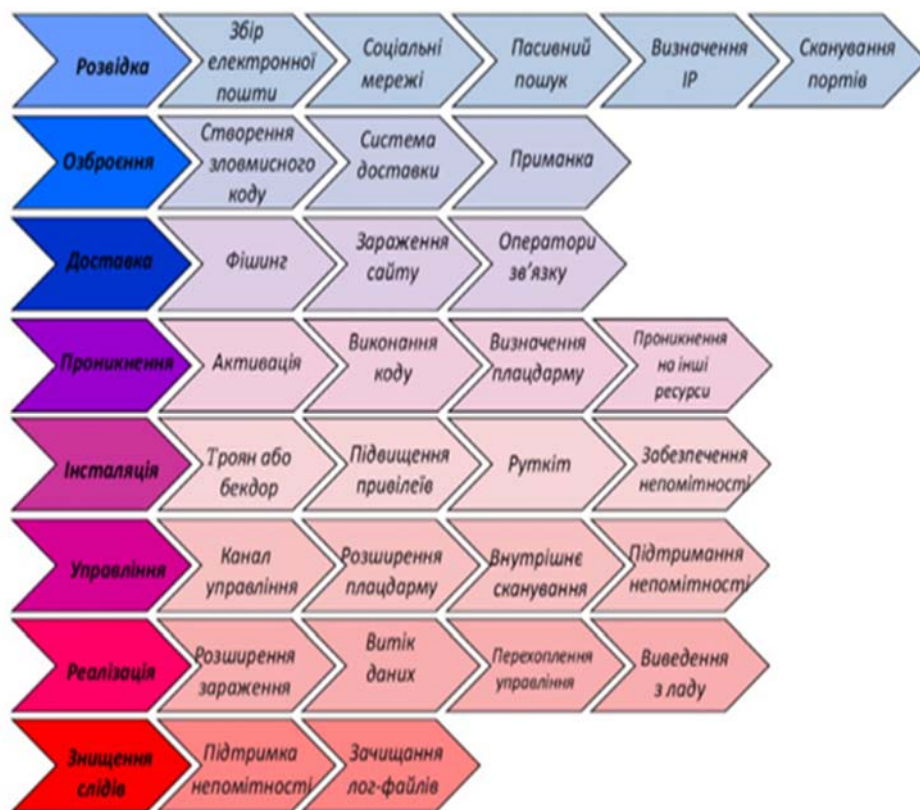 Розвідка
Збір
електронної
пошти
Соціальні
мережі
Пасивний
пошук
Визначення
IP
Сканування
портів
Озброєння
Створення
зловмисного
коду
Система
доставки
Приманка
Доставка
Фішинг
Зараження
сайту
Оператори
зв’язку
Проникнення
Активація
Виконання
коду
Визначення
плацдарму
Проникнення
на інші
ресурси
Інсталяція
Троян або
бекдор
Підвищення
привілеїв
Руткіт
Забезпечення
непомітності
Управління
Канал
управління
Розширення
плацдарму
Внутрішнє
сканування
Підтримання
непомітності
Реалізація
Розширення
зараження
Витік
даних
Перехоплення
управління
Виведення
з ладу
Знищення
слідів
Підтримка
непомітності
Зачищання
лог-файлів